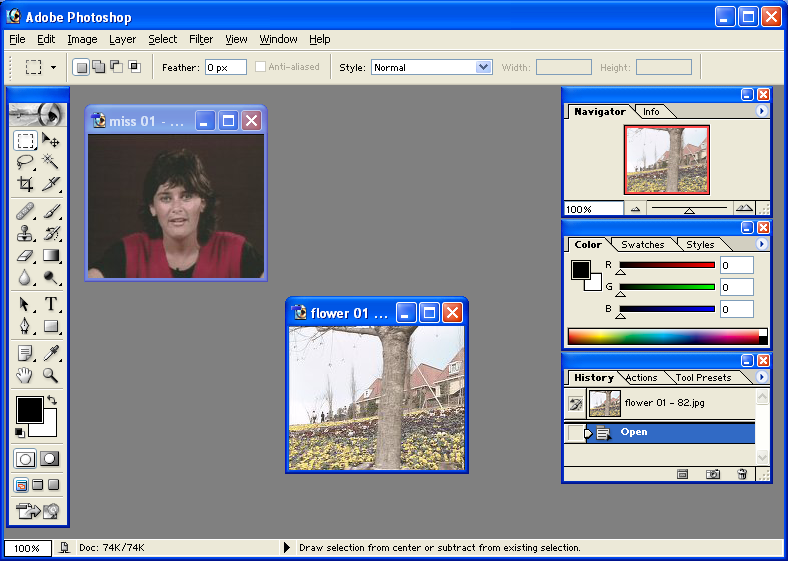 Adobe Photoshop
File Edit Image Layer Select Filter View Window Help
Feather: 0 px Anti-aliased Style: Normal Width: Height:
miss 01 - ...
flower 01 ...
Navigator Info
100%
Color Swatches Styles
R 0
G 0
B 0
History Actions Tool Presets
flower 01 - 82.jpg
Open
T
100% Doc: 74K/74K Draw selection from center or subtract from existing selection.